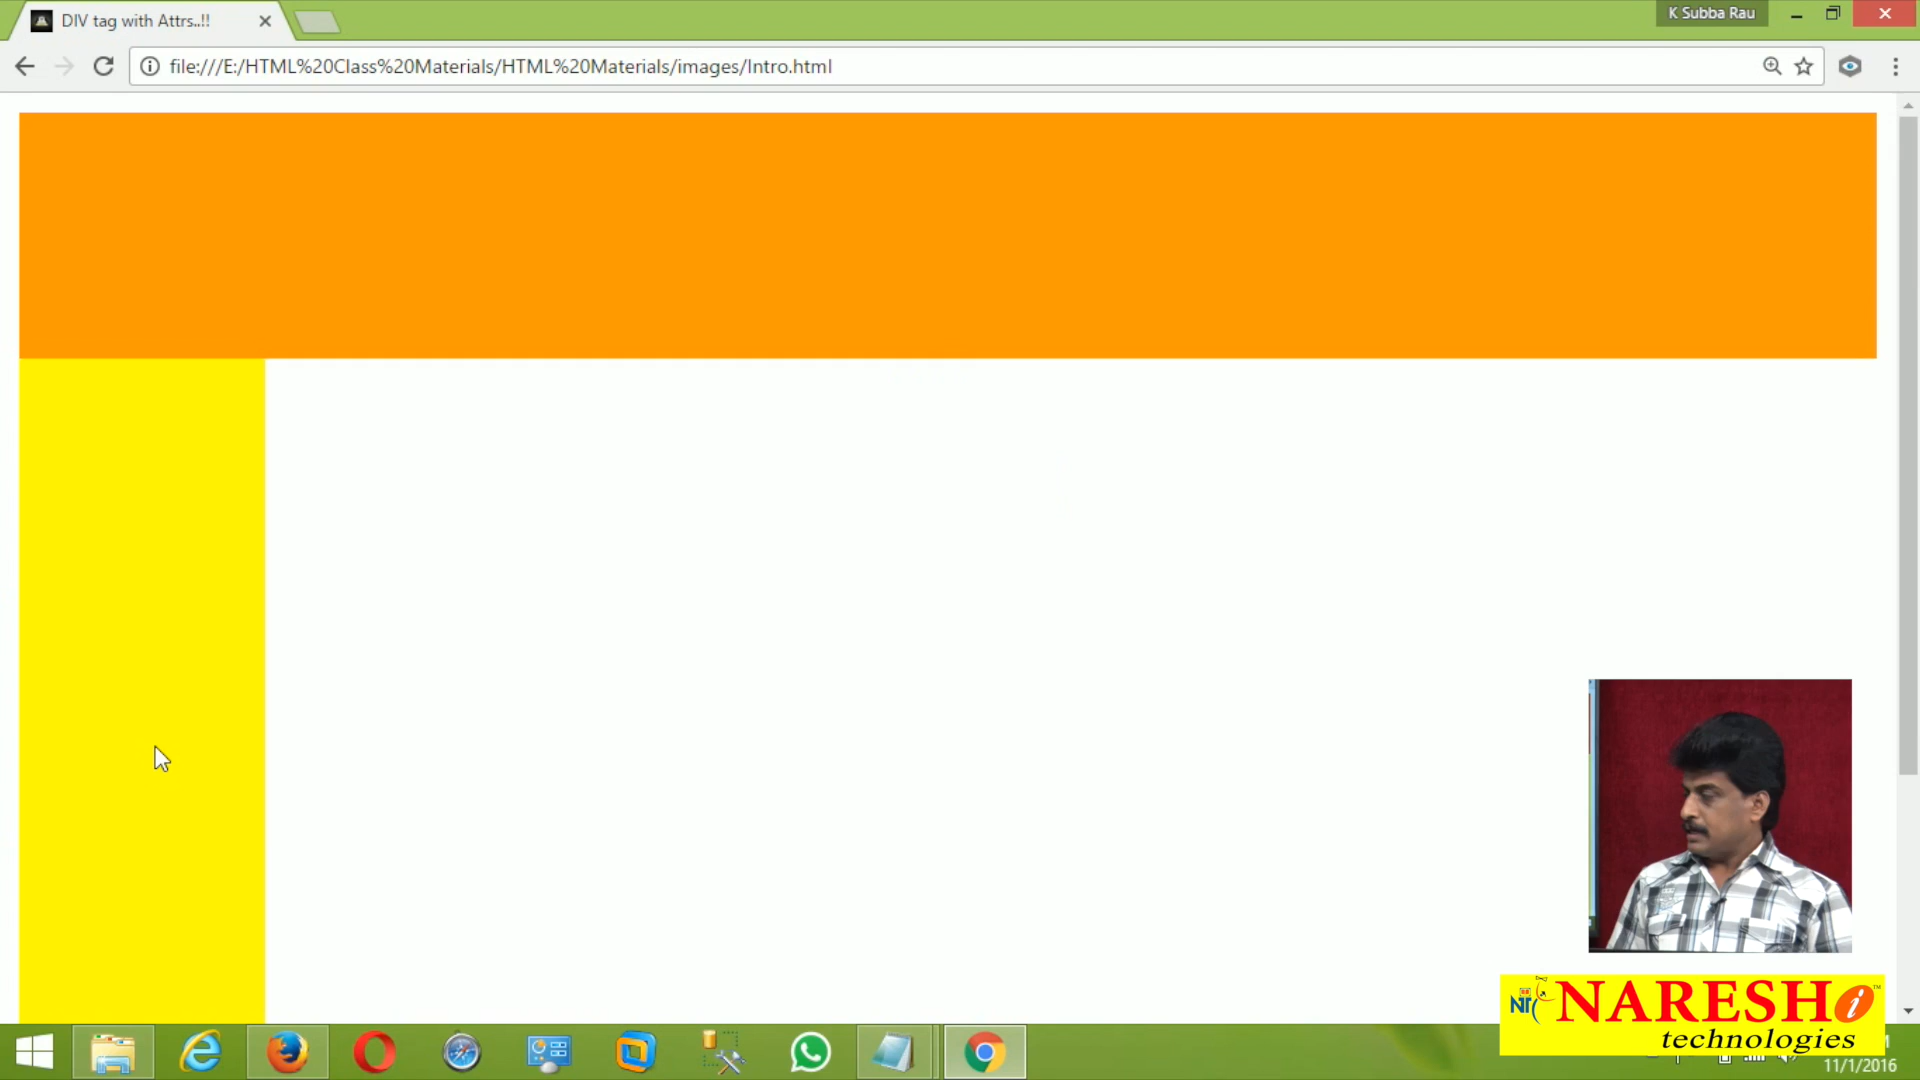 DIV tag with Attrs..!!
K Subba Rau
file:///E:/HTML%20Class%20Materials/HTML%20Materials/images/Intro.html
NARESH i ™
technologies
11/1/2016